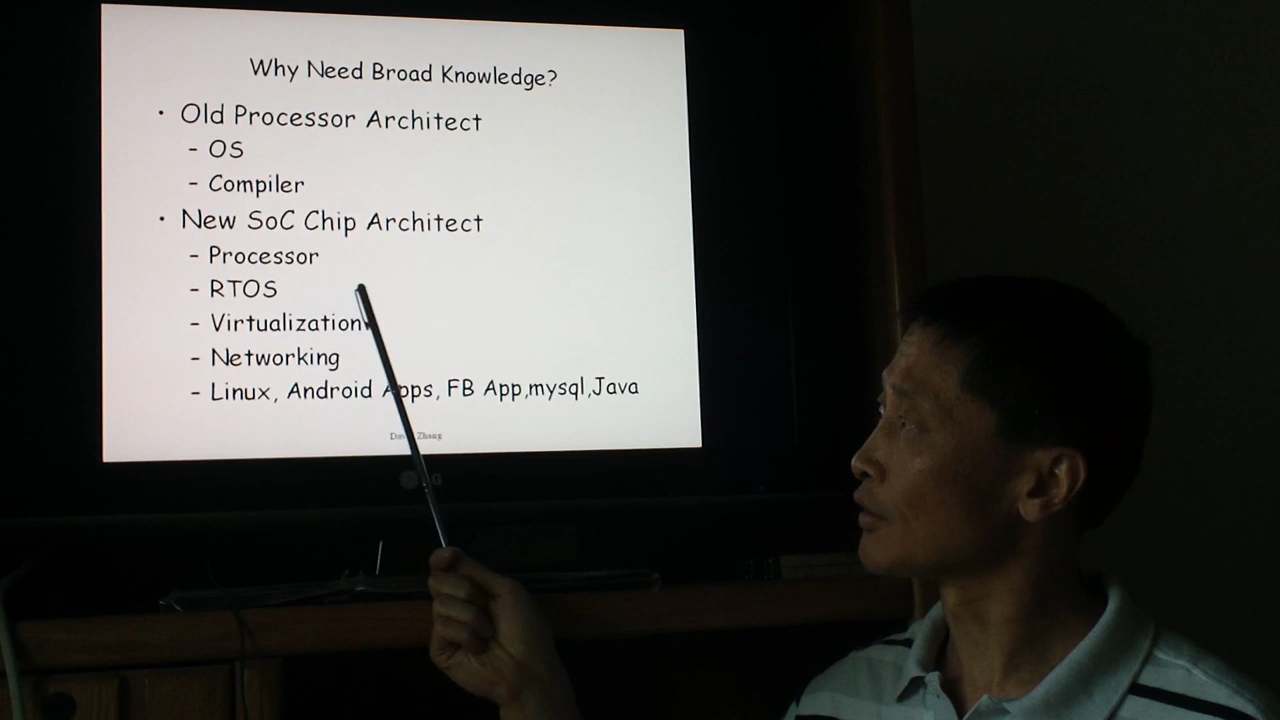 Why Need Broad Knowledge?
• Old Processor Architect
- OS
- Compiler
• New SoC Chip Architect
- Processor
- RTOS
- Virtualization
- Networking
- Linux, Android Apps, FB App,mysql,Java
Zhang